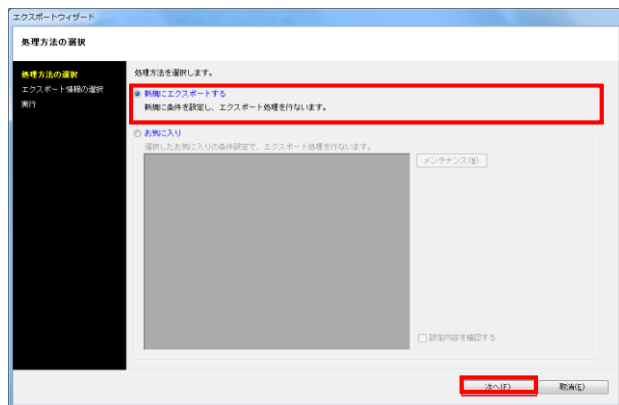 エクスポートウィザード
処理方法の選択
処理方法の選択
エクスポート情報の選択
実行
処理方法を選択します。
新規にエクスポートする
新規に条件を設定し、エクスポート処理を行ないます。
お気に入り
選択したお気に入りの条件設定で、エクスポート処理を行ないます。
メンテナンス(M)
設定内容を確認する
次へ(F)
取消(C)